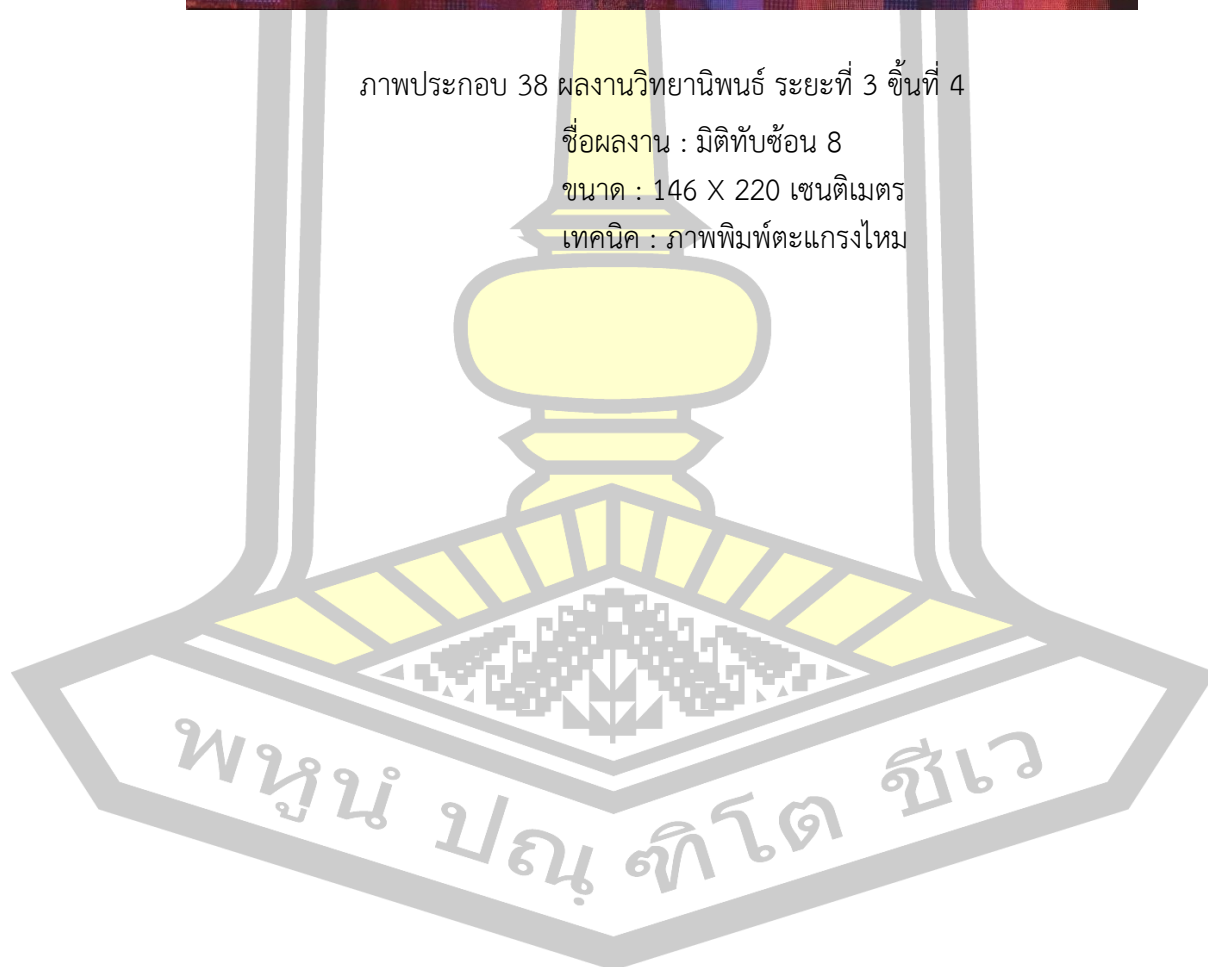 ภาพประกอบ 38 ผลงานวิทยานิพนธ์ ระยะที่ 3 ชิ้นที่ 4
ชื่อผลงาน : มิติทับซ้อน 8
ขนาด : 146 X 220 เซนติเมตร
เทคนิค : ภาพพิมพ์ตะแกรงไหม
พหูนํ ปณฺฑิโต ชีเว